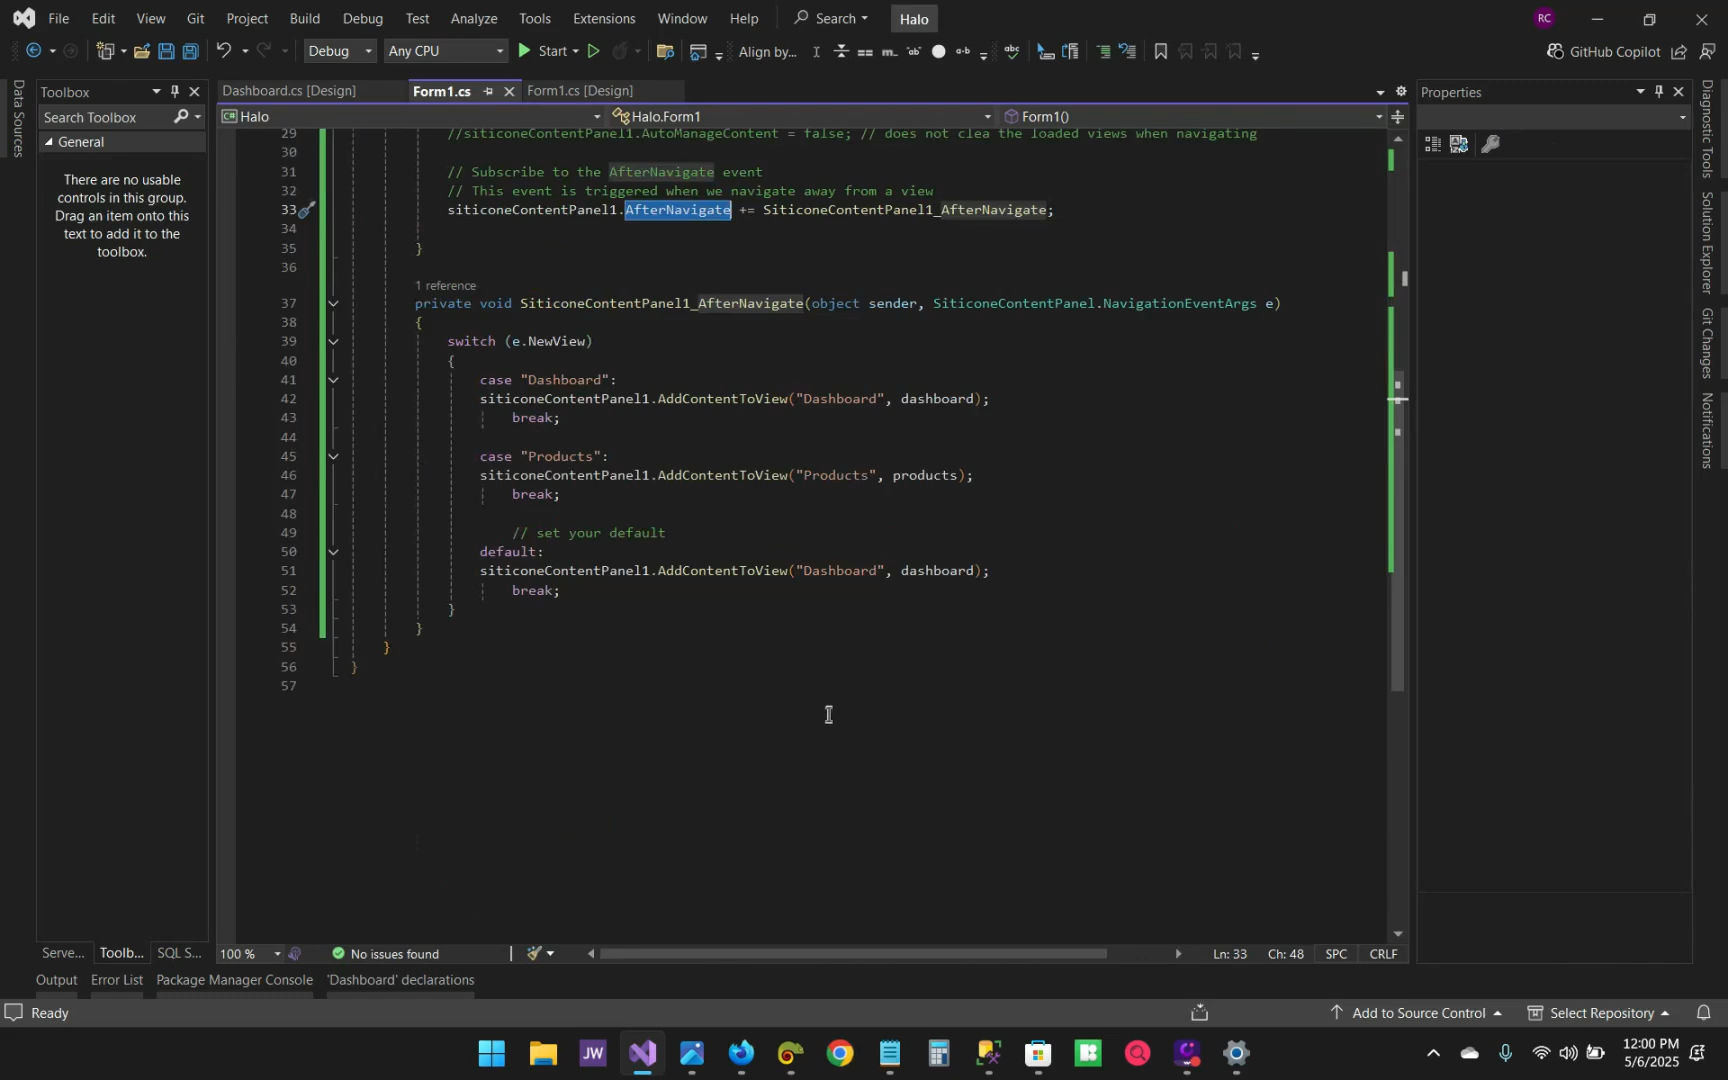 File Edit View Git Project Build Debug Test Analyze Tools Extensions Window Help Search Halo RC
Debug Any CPU Start Align by... GitHub Copilot
Data Sources
Toolbox
Search Toolbox
General
There are no usable
controls in this group.
Drag an item onto this
text to add it to the
toolbox.
Dashboard.cs [Design] Form1.cs Form1.cs [Design]
Halo Halo.Form1 Form1()
29 //siticoneContentPanel1.AutoManageContent = false; // does not clea the loaded views when navigating
30
31 // Subscribe to the AfterNavigate event
32 // This event is triggered when we navigate away from a view
33 siticoneContentPanel1.AfterNavigate += SiticoneContentPanel1_AfterNavigate;
34
35 }
36
1 reference
37 private void SiticoneContentPanel1_AfterNavigate(object sender, SiticoneContentPanel.NavigationEventArgs e)
38 {
39 switch (e.NewView)
40 {
41 case "Dashboard":
42 siticoneContentPanel1.AddContentToView("Dashboard", dashboard);
43 break;
44
45 case "Products":
46 siticoneContentPanel1.AddContentToView("Products", products);
47 break;
48
49 // set your default
50 default:
51 siticoneContentPanel1.AddContentToView("Dashboard", dashboard);
52 break;
53 }
54 }
55 }
56 }
57
Properties
Diagnostic Tools
Solution Explorer
Git Changes
Notifications
Serve... Toolb... SQL S...
100 % No issues found Ln: 33 Ch: 48 SPC CRLF
Output Error List Package Manager Console 'Dashboard' declarations
Ready Add to Source Control Select Repository
JW
12:00 PM
5/6/2025